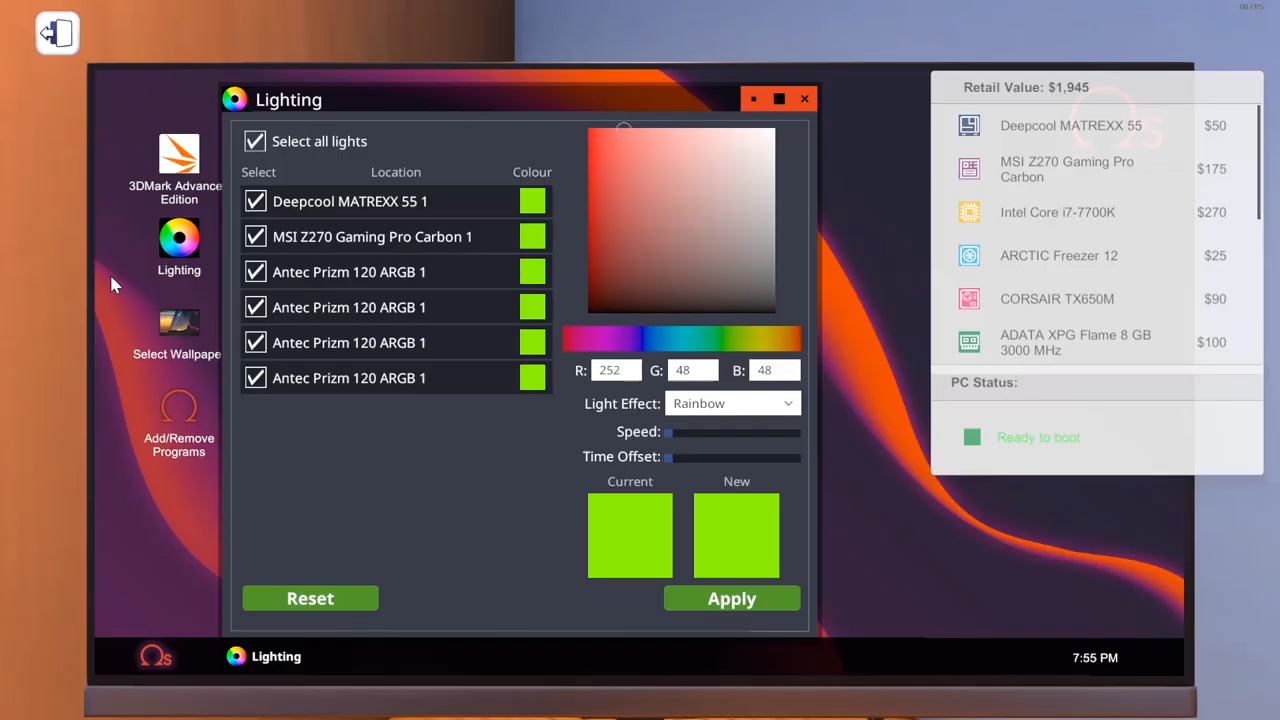 Retail Value: $1,945
Deepcool MATREXX 55 $50
MSI Z270 Gaming Pro
Carbon $175
Intel Core i7-7700K $270
ARCTIC Freezer 12 $25
CORSAIR TX650M $90
ADATA XPG Flame 8 GB
3000 MHz $100
PC Status:
Ready to boot
3DMark Advance
Edition
Lighting
Select Wallpape
Add/Remove
Programs
Lighting
Select all lights
Select Location Colour
Deepcool MATREXX 55 1
MSI Z270 Gaming Pro Carbon 1
Antec Prizm 120 ARGB 1
Antec Prizm 120 ARGB 1
Antec Prizm 120 ARGB 1
Antec Prizm 120 ARGB 1
R: 252 G: 48 B: 48
Light Effect: Rainbow
Speed:
Time Offset:
Current New
Reset Apply
Ωs Lighting 7:55 PM